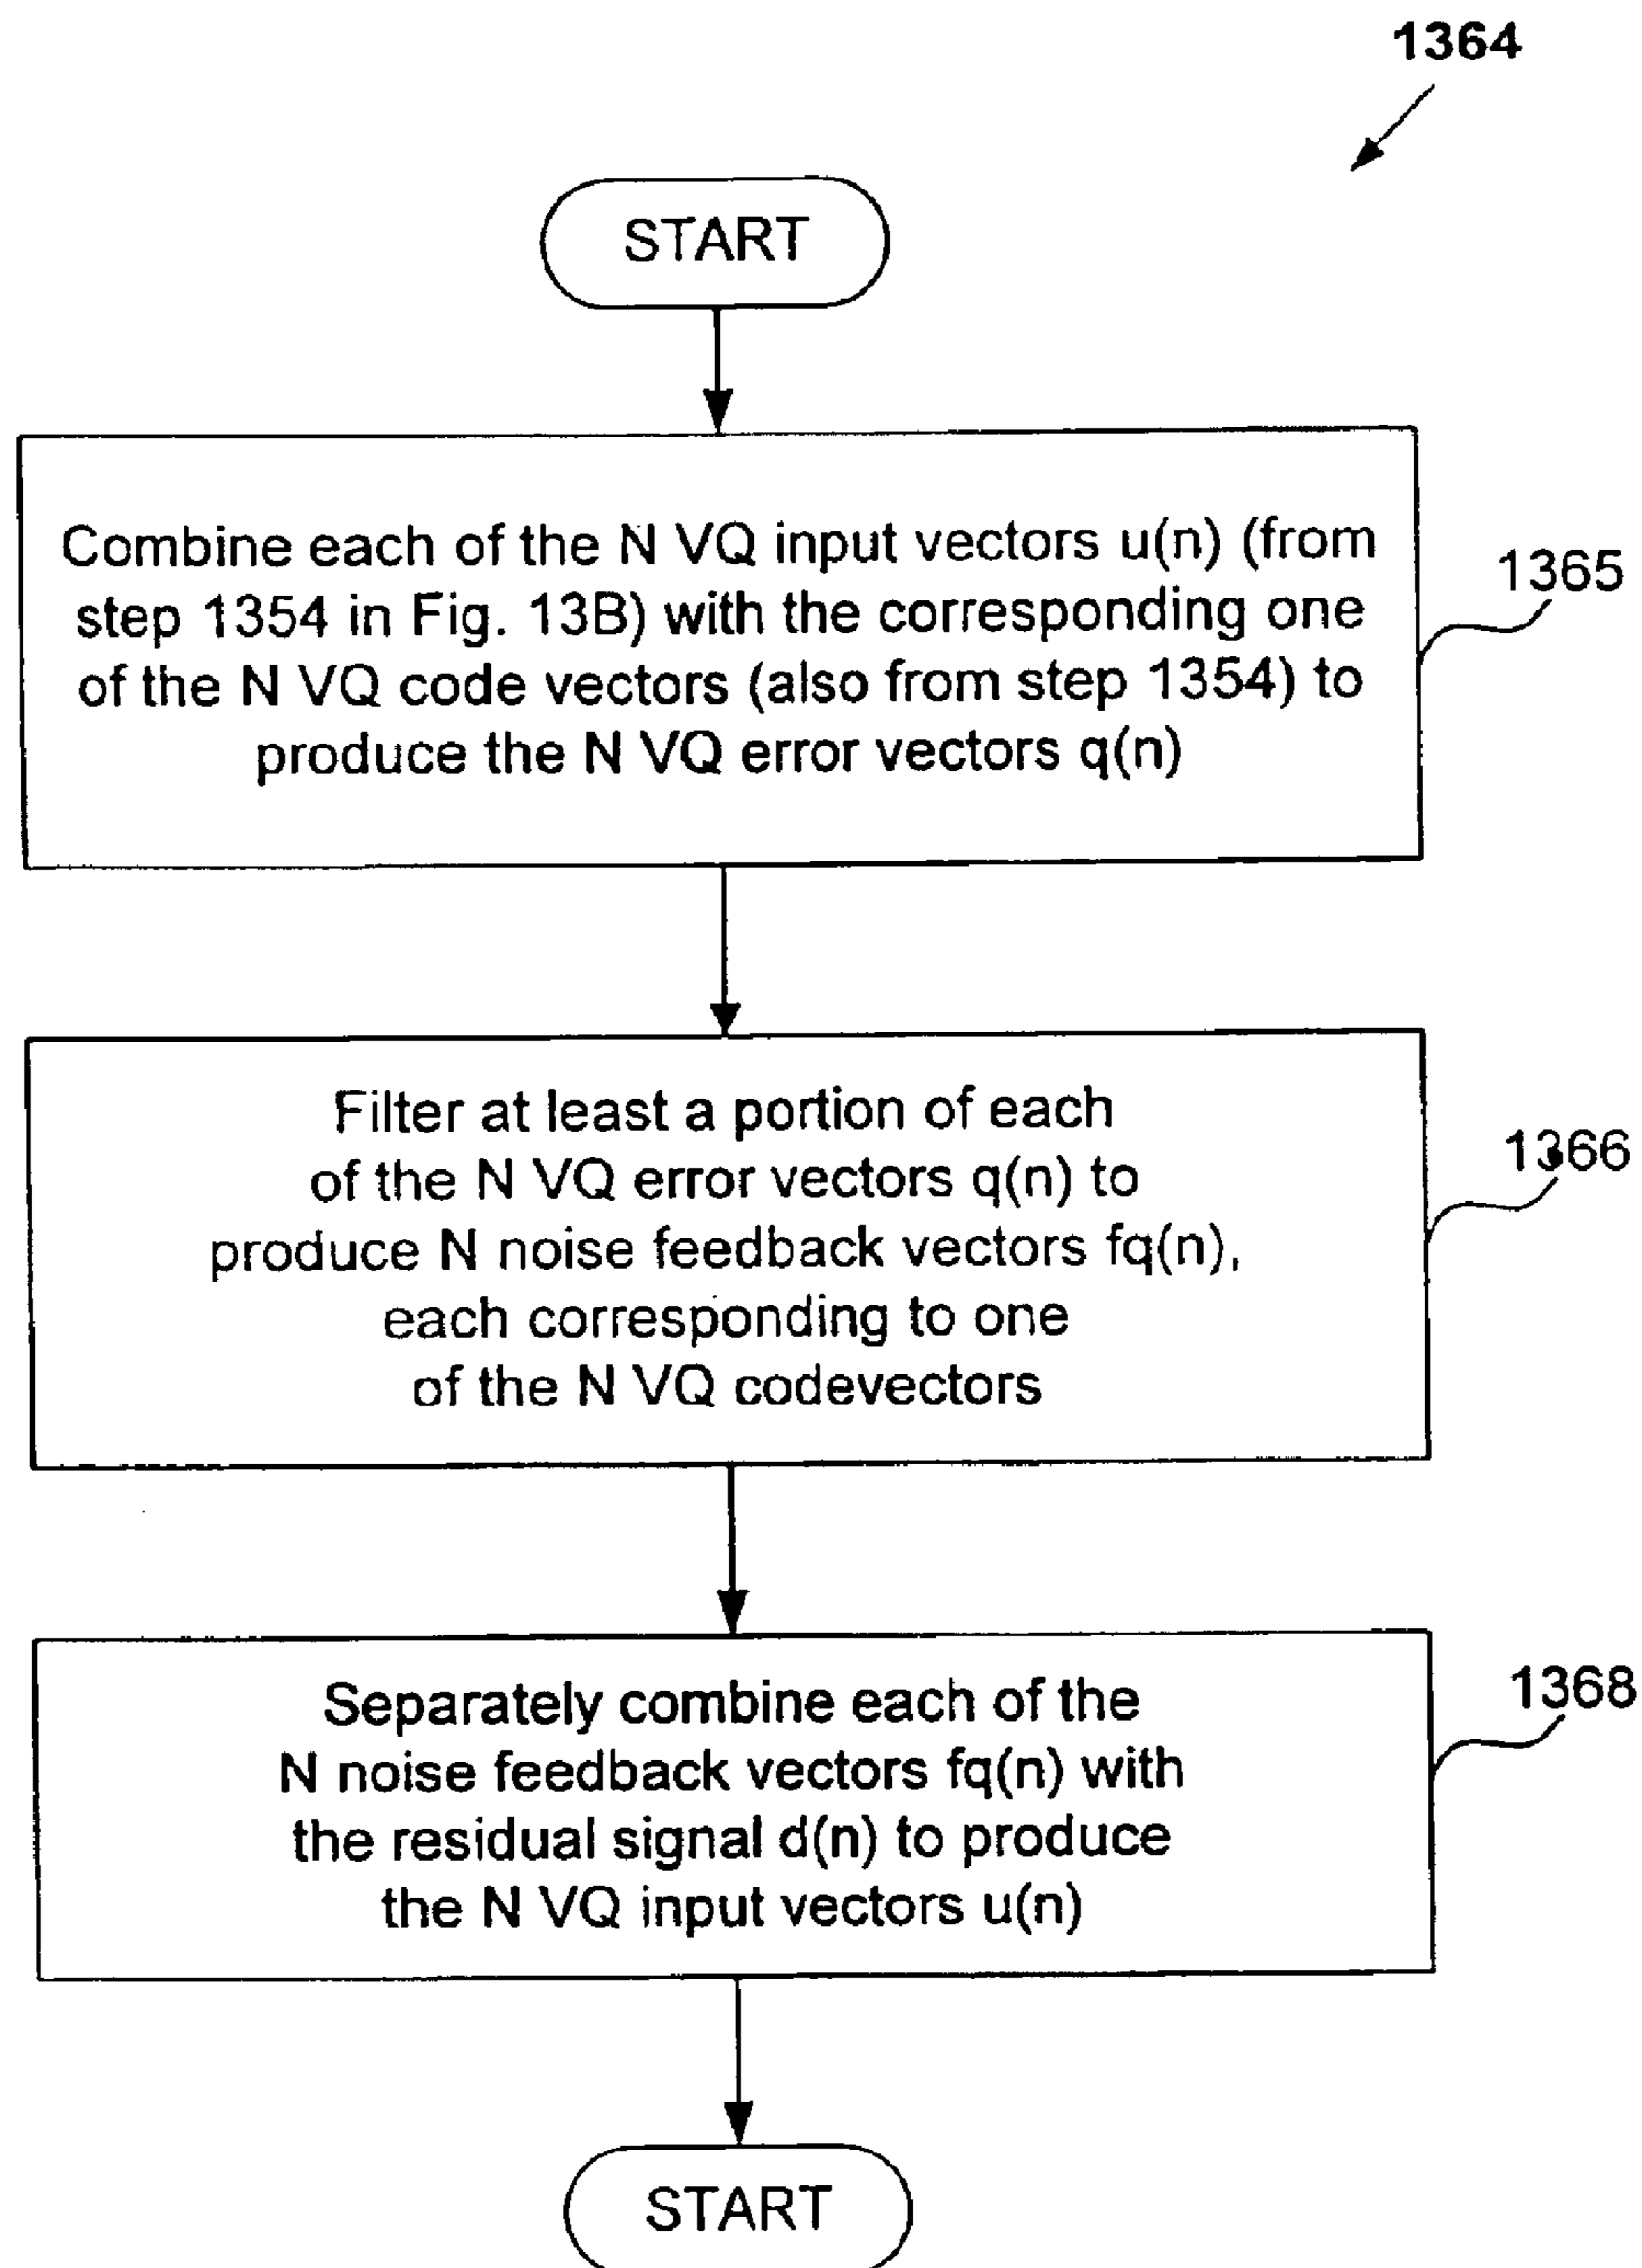 1364
START
Combine each of the N VQ input vectors u(n) (from
step 1354 in Fig. 13B) with the corresponding one
of the N VQ code vectors (also from step 1354) to
produce the N VQ error vectors q(n)
1365
Filter at least a portion of each
of the N VQ error vectors q(n) to
produce N noise feedback vectors fq(n),
each corresponding to one
of the N VQ codevectors
1366
Separately combine each of the
N noise feedback vectors fq(n) with
the residual signal d(n) to produce
the N VQ input vectors u(n)
1368
START